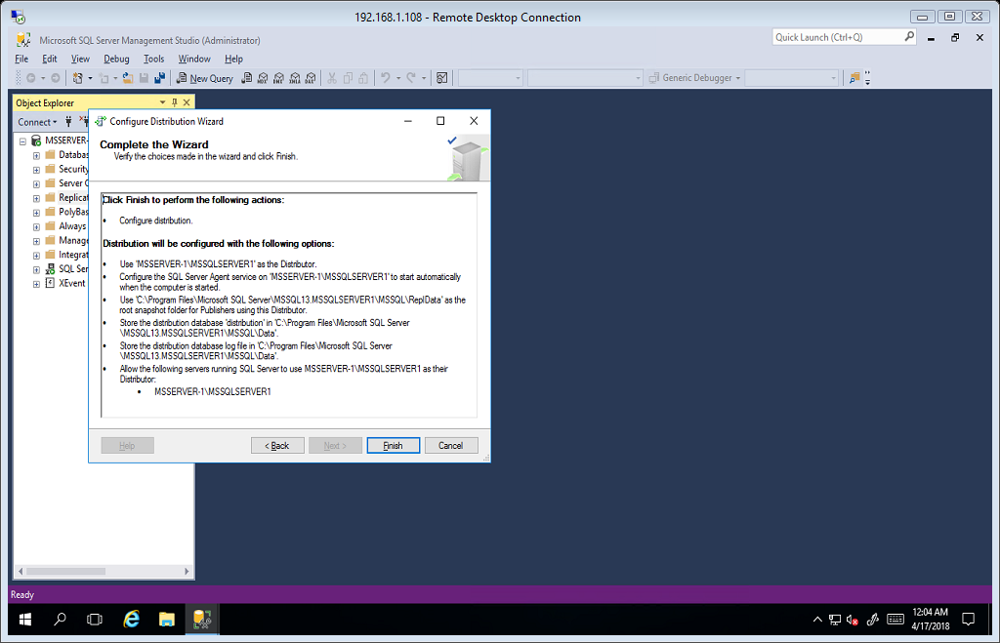 192.168.1.108 - Remote Desktop Connection
Microsoft SQL Server Management Studio (Administrator)
Quick Launch (Ctrl+Q)
File Edit View Debug Tools Window Help
New Query
Generic Debugger
Object Explorer
Connect
MSSERVER-
Databas
Security
Server O
Replicat
PolyBas
Always
Manage
Integrat
SQL Ser
XEvent
Configure Distribution Wizard
Complete the Wizard
Verify the choices made in the wizard and click Finish.
Click Finish to perform the following actions:
• Configure distribution.
Distribution will be configured with the following options:
• Use 'MSSERVER-1\MSSQLSERVER1' as the Distributor.
• Configure the SQL Server Agent service on 'MSSERVER-1\MSSQLSERVER1' to start automatically
when the computer is started.
• Use 'C:\Program Files\Microsoft SQL Server\MSSQL13.MSSQLSERVER1\MSSQL\ReplData' as the
root snapshot folder for Publishers using this Distributor.
• Store the distribution database 'distribution' in 'C:\Program Files\Microsoft SQL Server
\MSSQL13.MSSQLSERVER1\MSSQL\Data'.
• Store the distribution database log file in 'C:\Program Files\Microsoft SQL Server
\MSSQL13.MSSQLSERVER1\MSSQL\Data'.
• Allow the following servers running SQL Server to use MSSERVER-1\MSSQLSERVER1 as their
Distributor:
• MSSERVER-1\MSSQLSERVER1
Help < Back Next > Finish Cancel
Ready
12:04 AM
4/17/2018